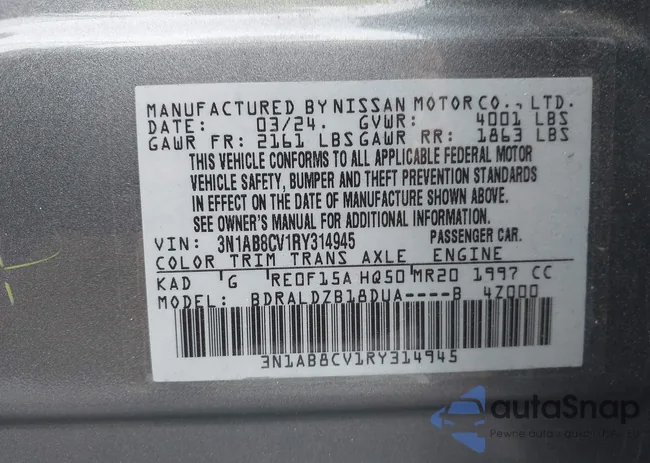 MANUFACTURED BY NISSAN MOTOR CO., LTD.
DATE: 03/24. GVWR: 4001 LBS
GAWR FR: 2161 LBS GAWR RR: 1863 LBS
THIS VEHICLE CONFORMS TO ALL APPLICABLE FEDERAL MOTOR
VEHICLE SAFETY, BUMPER AND THEFT PREVENTION STANDARDS
IN EFFECT ON THE DATE OF MANUFACTURE SHOWN ABOVE.
SEE OWNER'S MANUAL FOR ADDITIONAL INFORMATION.
VIN: 3N1AB8CV1RY314945 PASSENGER CAR.
COLOR TRIM TRANS AXLE ENGINE
KAD G RE0F15A HQ50 MR20 1997 CC
MODEL: BDRALDZB18DUA----B 4Z000
3N1AB8CV1RY314945
autaSnap
Pewne auta